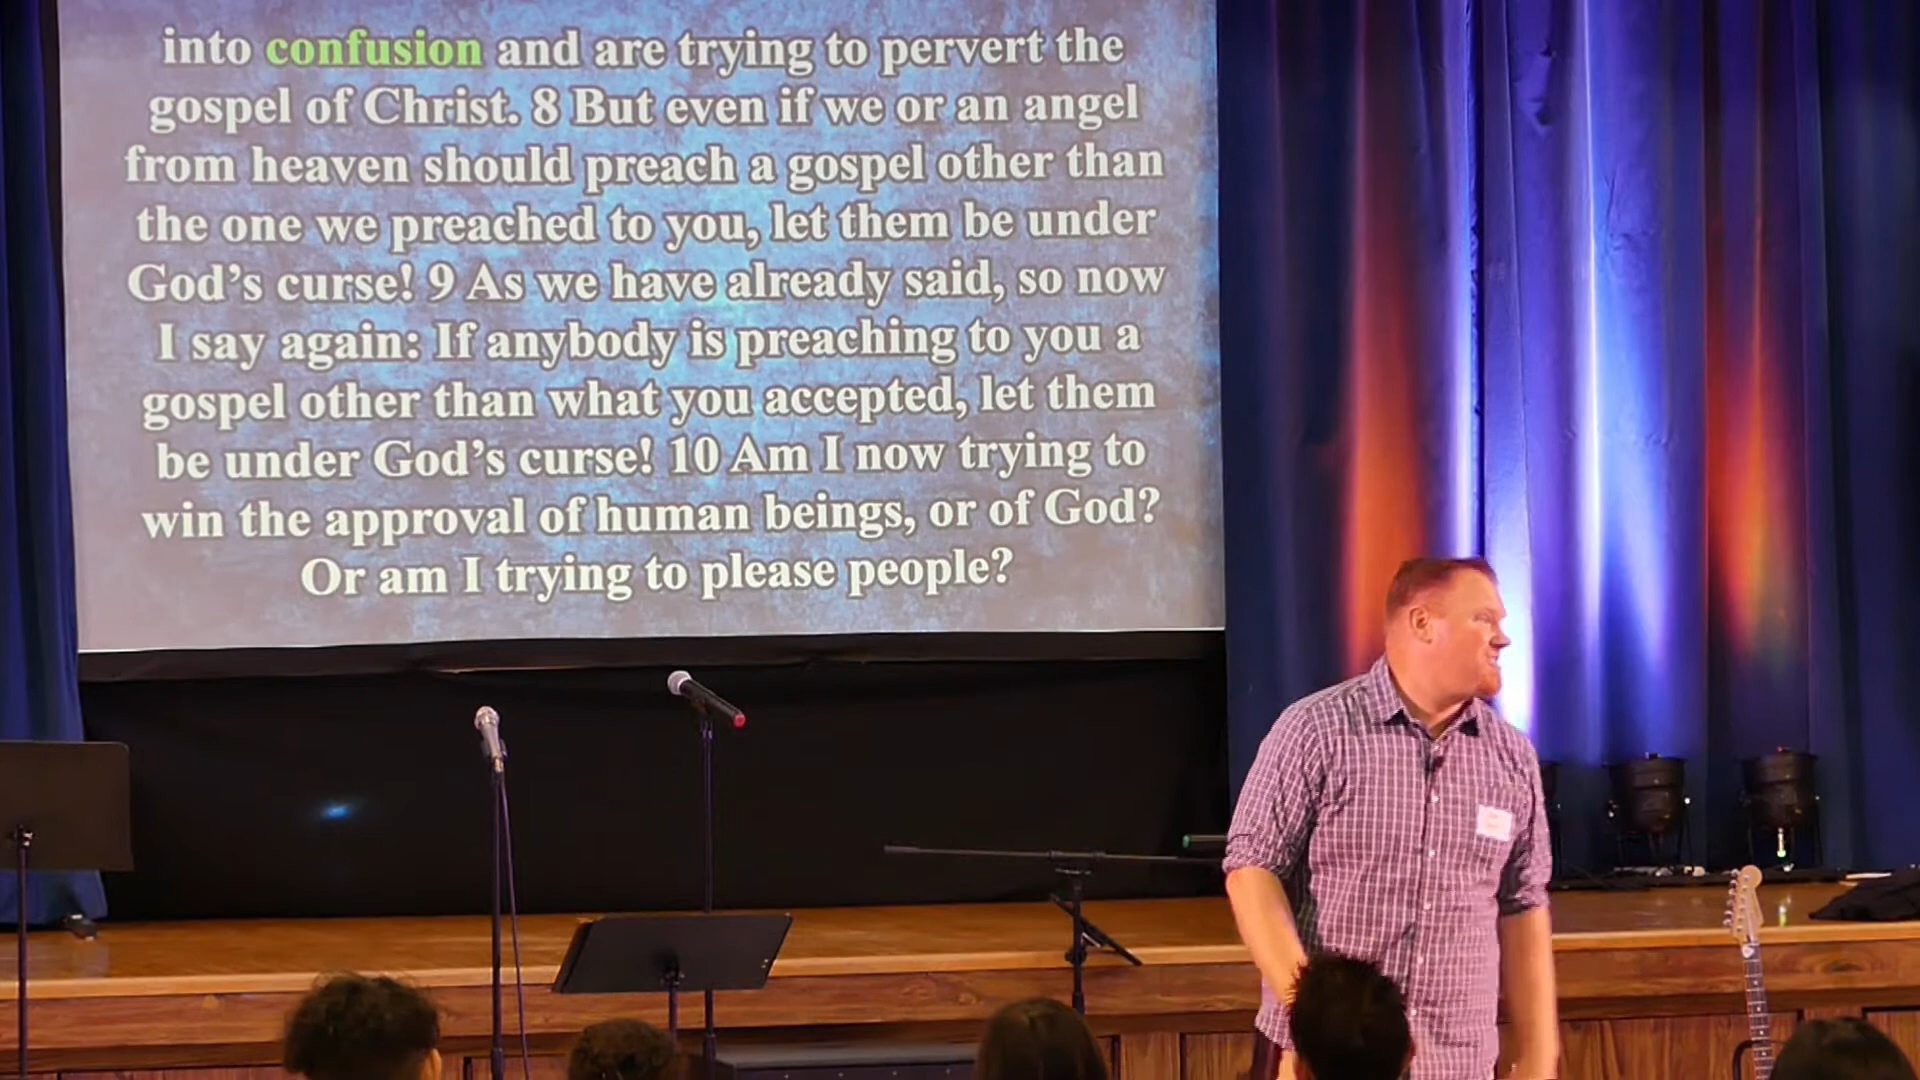 into confusion and are trying to pervert the
gospel of Christ. 8 But even if we or an angel
from heaven should preach a gospel other than
the one we preached to you, let them be under
God’s curse! 9 As we have already said, so now
I say again: If anybody is preaching to you a
gospel other than what you accepted, let them
be under God’s curse! 10 Am I now trying to
win the approval of human beings, or of God?
Or am I trying to please people?